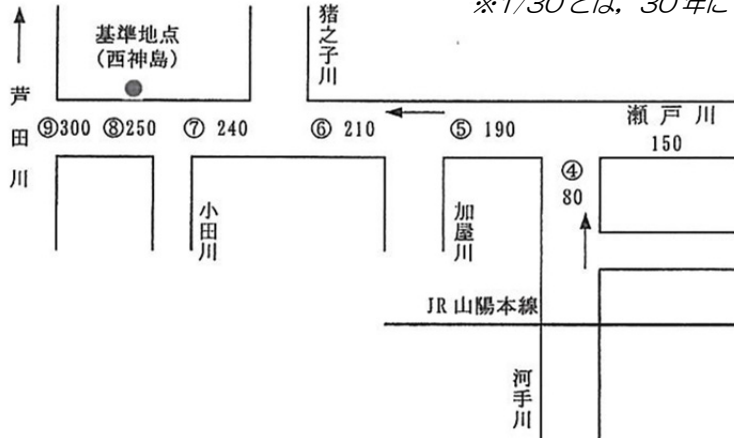 ※1/30とは，30年に
猪之子川
基準地点
(西神島)
芦田川
⑨300 ⑧250 ⑦ 240 ⑥ 210 ⑤ 190
瀬戸川
150
④
80
小田川
加屋川
JR山陽本線
河手川